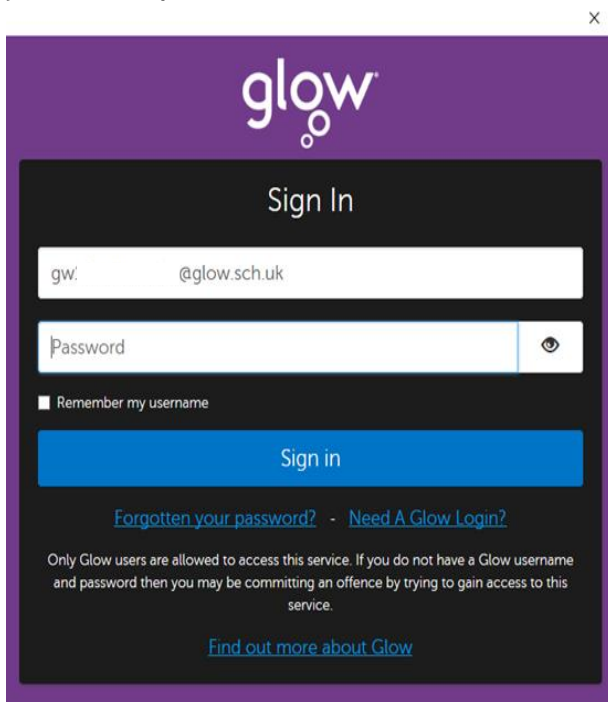 glow
Sign In
gw: @glow.sch.uk
Password
Remember my username
Sign in
Forgotten your password? - Need A Glow Login?
Only Glow users are allowed to access this service. If you do not have a Glow username
and password then you may be committing an offence by trying to gain access to this
service.
Find out more about Glow